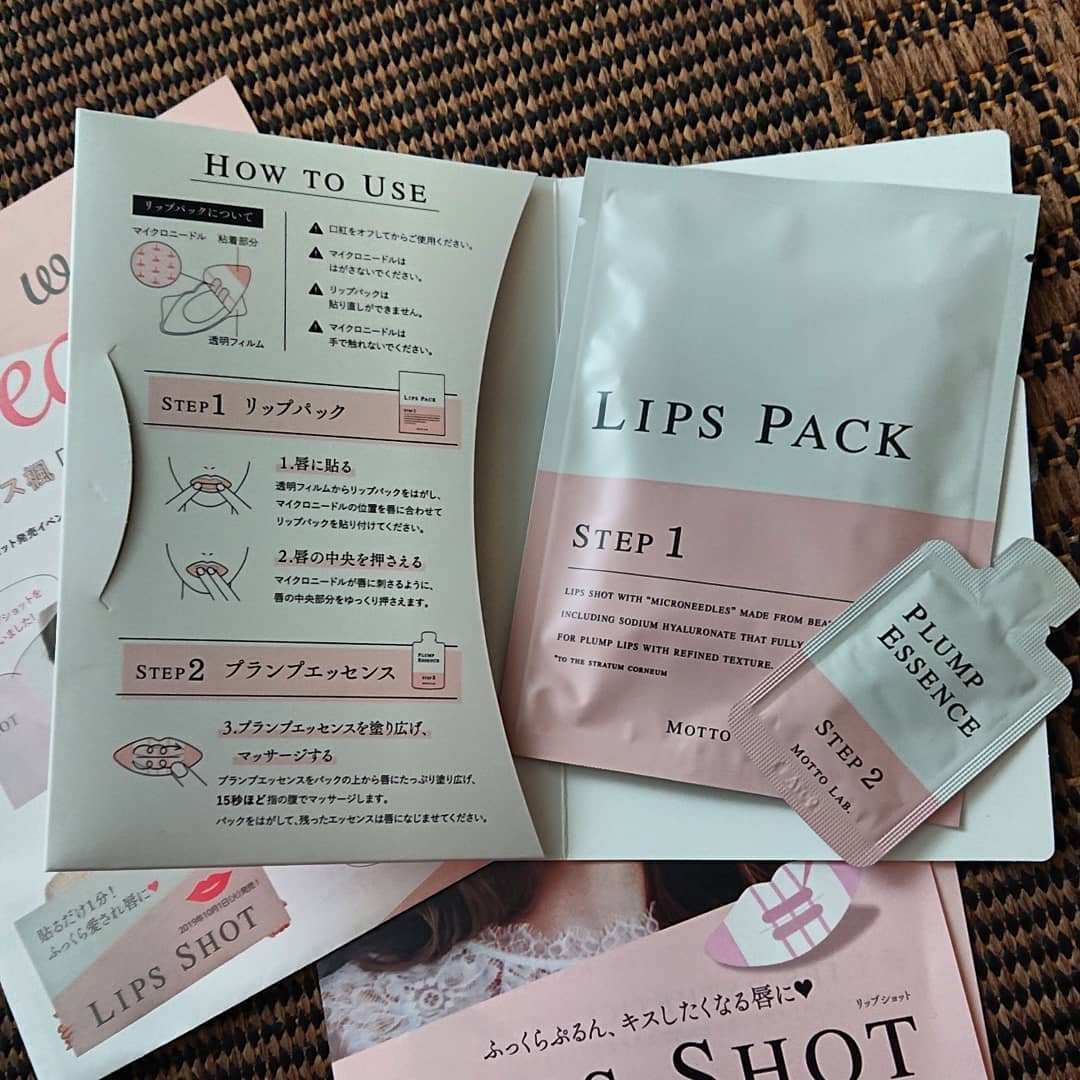 HOW TO USE
リップパックについて
マイクロニードル 粘着部分
透明フィルム
口紅をオフしてからご使用ください。
マイクロニードルは
はがさないでください。
リップパックは
貼り直しができません。
マイクロニードルは
手で触れないでください。
STEP1 リップパック
LIPS PACK
1.唇に貼る
透明フィルムからリップパックをはがし、
マイクロニードルの位置を唇に合わせて
リップパックを貼り付けてください。
2.唇の中央を押さえる
マイクロニードルが唇に刺さるように、
唇の中央部分をゆっくり押さえます。
STEP2 プランプエッセンス
PLUMP
ESSENCE
STEP 2
3.プランプエッセンスを塗り広げ、
マッサージする
プランプエッセンスをパックの上から唇にたっぷり塗り広げ、
15秒ほど指の腹でマッサージします。
パックをはがして、残ったエッセンスは唇になじませてください。
LIPS PACK
STEP 1
LIPS SHOT WITH "MICRONEEDLES" MADE FROM
INCLUDING SODIUM HYALURONATE THAT FULLY
FOR PLUMP LIPS WITH REFINED TEXTURE.
*TO THE STRATUM CORNEUM
MOTTO
PLUMP
ESSENCE
STEP 2
MOTTO LAB.
貼るだけ1分!
ふっくら愛され唇に♥
2019年10月1日(火)発売!
LIPS SHOT
ふっくらぷるん、キスしたくなる唇に♥
リップショット
SHOT